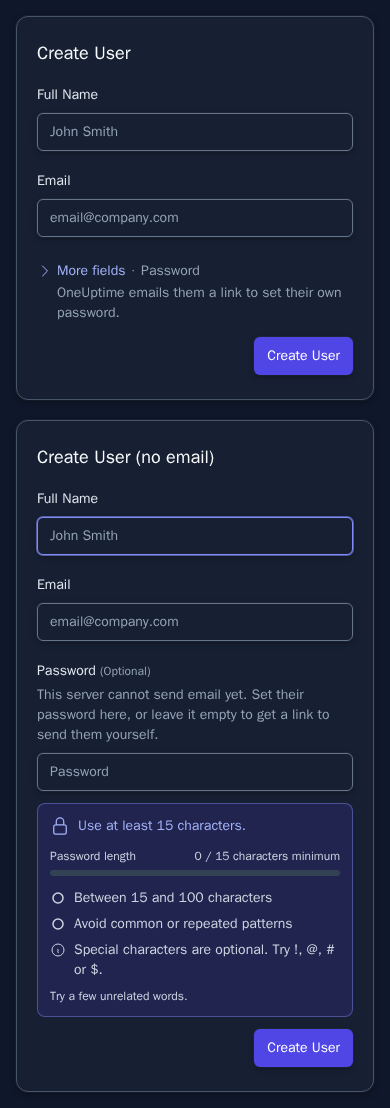 Create User
Full Name
John Smith
Email
email@company.com
More fields · Password
OneUptime emails them a link to set their own
password.
Create User
Create User (no email)
Full Name
John Smith
Email
email@company.com
Password (Optional)
This server cannot send email yet. Set their
password here, or leave it empty to get a link to
send them yourself.
Password
Use at least 15 characters.
Password length 0 / 15 characters minimum
Between 15 and 100 characters
Avoid common or repeated patterns
Special characters are optional. Try !, @, #
or $.
Try a few unrelated words.
Create User